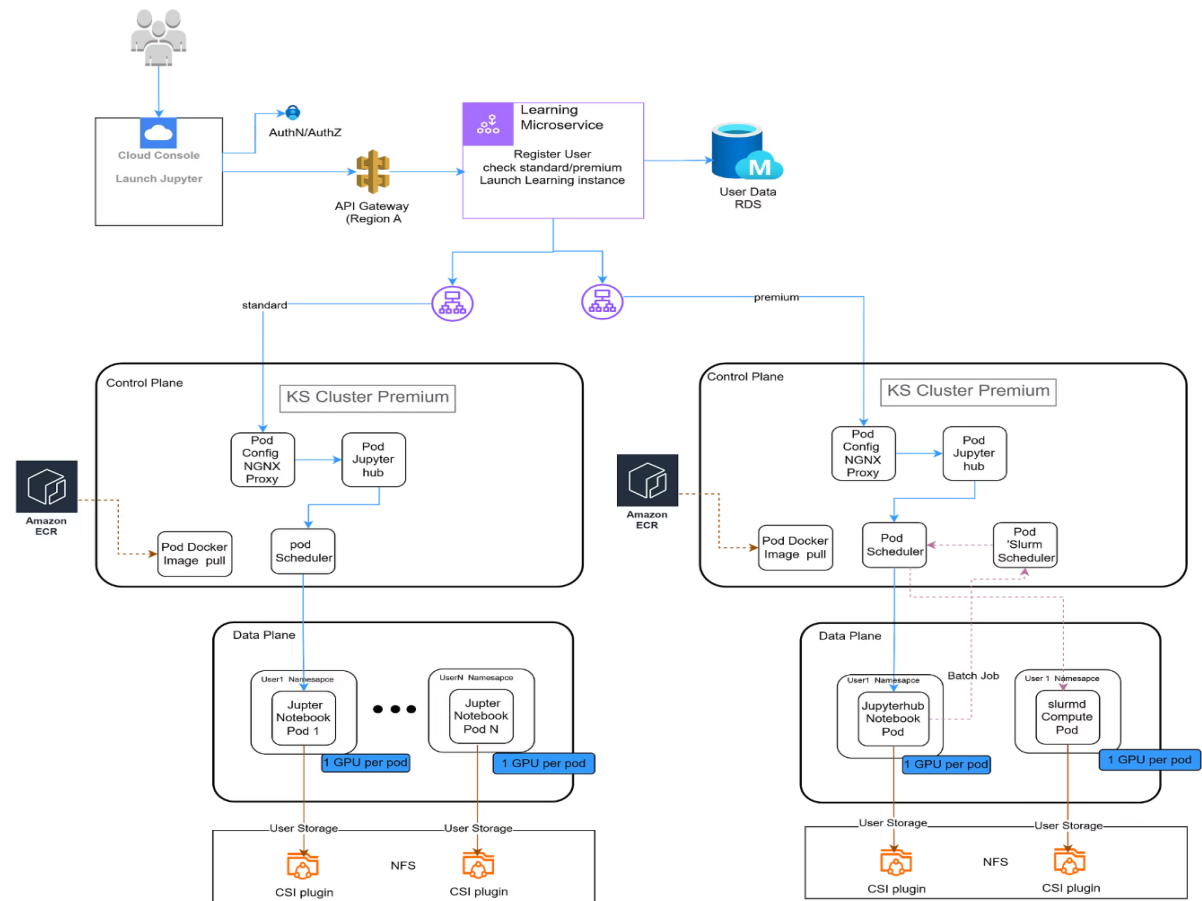 Cloud Console
Launch Jupyter
AuthN/AuthZ
API Gateway
(Region A
Learning
Microservice
Register User
check standard/premium
Launch Learning instance
M
User Data
RDS
standard
premium
Control Plane
KS Cluster Premium
Pod
Config
NGNX
Proxy
Pod
Jupyter
hub
Amazon
ECR
Pod Docker
Image pull
pod
Scheduler
Data Plane
User1 Namesapce
Jupter
Notebook
Pod 1
1 GPU per pod
UserN Namesapce
Jupter
Notebook
Pod N
1 GPU per pod
User Storage
User Storage
NFS
CSI plugin
CSI plugin
Control Plane
KS Cluster Premium
Pod
Config
NGNX
Proxy
Pod
Jupyter
hub
Amazon
ECR
Pod Docker
Image pull
Pod
Scheduler
Pod
'Slurm
Scheduler
Data Plane
User1 Namesapce
Jupyterhub
Notebook
Pod
1 GPU per pod
Batch Job
User 1 Namesapce
slurmd
Compute
Pod
1 GPU per pod
User Storage
User Storage
NFS
CSI plugin
CSI plugin